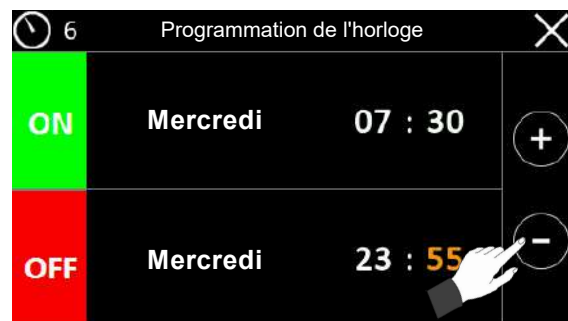 6 Programmation de l'horloge
ON Mercredi 07 : 30
+
OFF Mercredi 23 : 55
-